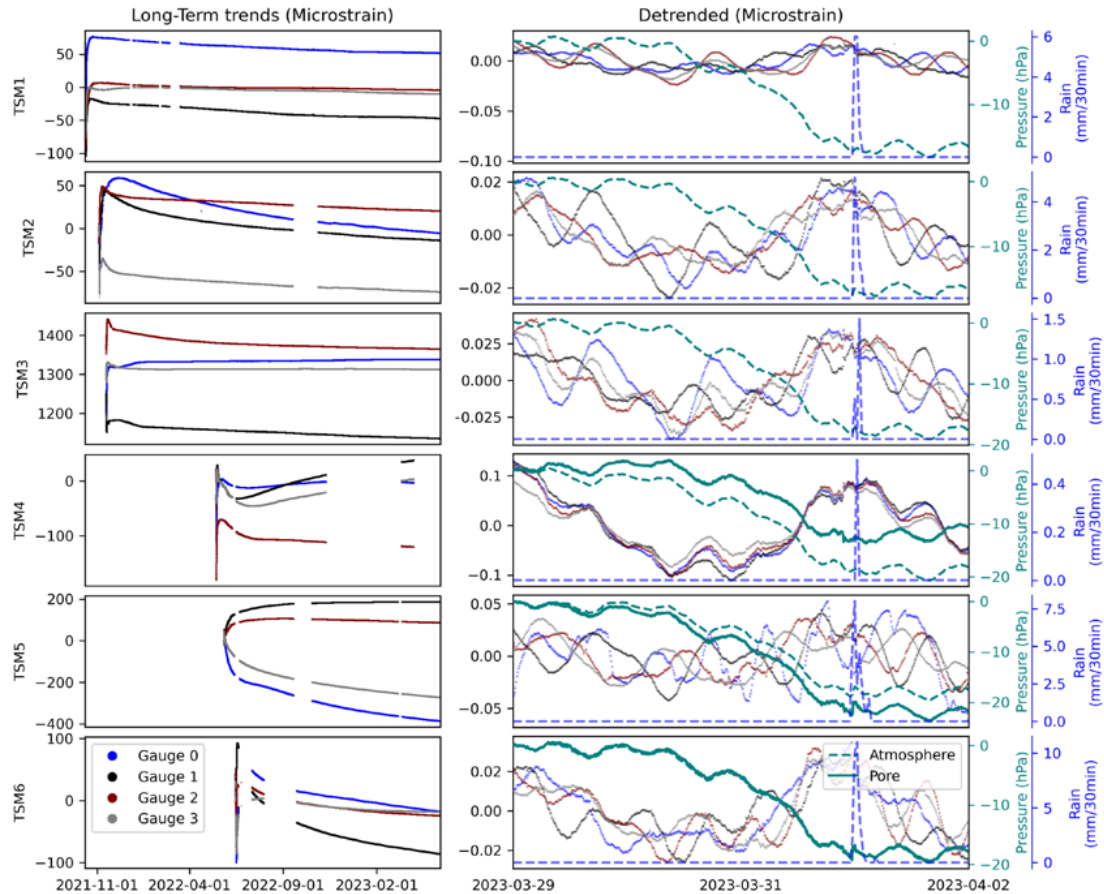 Long-Term trends (Microstrain)
Detrended (Microstrain)
TSM1
50
0
−50
−100
0.00
−0.05
−0.10
0
−10
Pressure (hPa)
6
4
2
0
Rain
(mm/30min)
TSM2
50
0
−50
0.02
0.00
−0.02
0
−10
Pressure (hPa)
4
2
0
Rain
(mm/30min)
TSM3
1400
1300
1200
0.025
0.000
−0.025
0
−10
−20
Pressure (hPa)
1.5
1.0
0.5
0.0
Rain
(mm/30min)
TSM4
0
−100
0.1
0.0
−0.1
0
−10
−20
Pressure (hPa)
0.4
0.2
0.0
Rain
(mm/30min)
TSM5
200
0
−200
−400
0.05
0.00
−0.05
0
−5
−10
−15
−20
Pressure (hPa)
7.5
5.0
2.5
0.0
Rain
(mm/30min)
TSM6
100
0
−100
Gauge 0
Gauge 1
Gauge 2
Gauge 3
0.02
0.00
−0.02
Atmosphere
Pore
0
−10
−20
Pressure (hPa)
10
5
0
Rain
(mm/30min)
2021-11-01 2022-04-01 2022-09-01 2023-02-01
2023-03-29 2023-03-31 2023-04-02